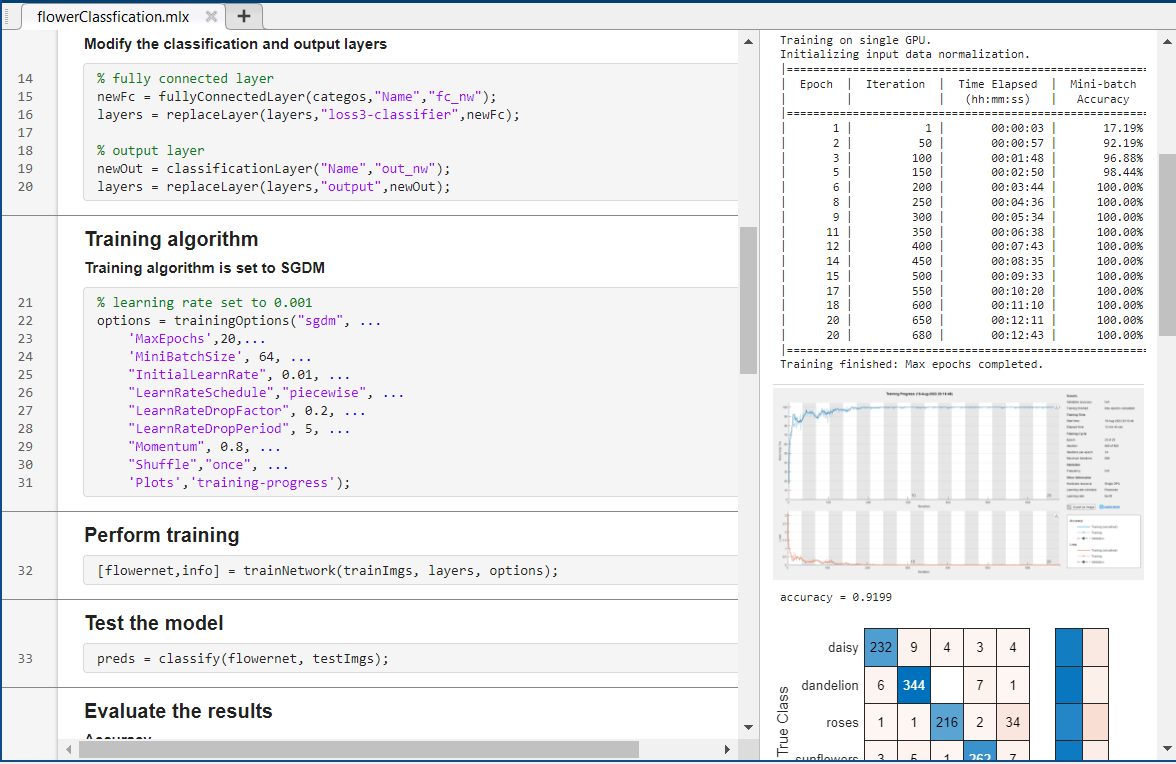 flowerClassfication.mlx
Modify the classification and output layers
14 % fully connected layer
15 newFc = fullyConnectedLayer(categos,"Name","fc_nw");
16 layers = replaceLayer(layers,"loss3-classifier",newFc);
17
18 % output layer
19 newOut = classificationLayer("Name","out_nw");
20 layers = replaceLayer(layers,"output",newOut);
Training algorithm
Training algorithm is set to SGDM
21 % learning rate set to 0.001
22 options = trainingOptions("sgdm", ...
23 'MaxEpochs',20,...
24 'MiniBatchSize', 64, ...
25 "InitialLearnRate", 0.01, ...
26 "LearnRateSchedule","piecewise", ...
27 "LearnRateDropFactor", 0.2, ...
28 "LearnRateDropPeriod", 5, ...
29 "Momentum", 0.8, ...
30 "Shuffle","once", ...
31 'Plots','training-progress');
Perform training
32 [flowernet,info] = trainNetwork(trainImgs, layers, options);
Test the model
33 preds = classify(flowernet, testImgs);
Evaluate the results
Accuracy
Training on single GPU.
Initializing input data normalization.
|=============================================
| Epoch | Iteration | Time Elapsed | Mini-batch
| | | (hh:mm:ss) | Accuracy
|=============================================
| 1 | 1 | 00:00:03 | 17.19%
| 2 | 50 | 00:00:57 | 92.19%
| 3 | 100 | 00:01:48 | 96.88%
| 5 | 150 | 00:02:50 | 98.44%
| 6 | 200 | 00:03:44 | 100.00%
| 8 | 250 | 00:04:36 | 100.00%
| 9 | 300 | 00:05:34 | 100.00%
| 11 | 350 | 00:06:38 | 100.00%
| 12 | 400 | 00:07:43 | 100.00%
| 14 | 450 | 00:08:35 | 100.00%
| 15 | 500 | 00:09:33 | 100.00%
| 17 | 550 | 00:10:20 | 100.00%
| 18 | 600 | 00:11:10 | 100.00%
| 20 | 650 | 00:12:11 | 100.00%
| 20 | 680 | 00:12:43 | 100.00%
|=============================================
Training finished: Max epochs completed.
accuracy = 0.9199
True Class
daisy 232 9 4 3 4
dandelion 6 344 7 1
roses 1 1 216 2 34
sunflowers 3 5 1 262 7